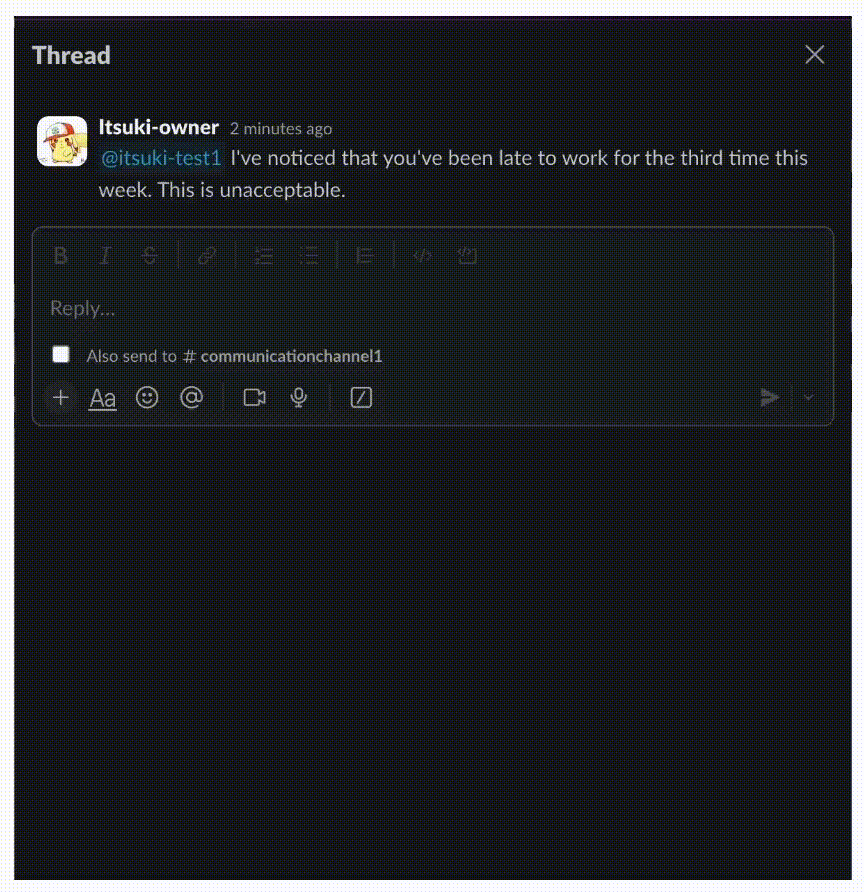 Thread
Itsuki-owner 2 minutes ago
@itsuki-test1 I've noticed that you've been late to work for the third time this
week. This is unacceptable.
B I S
Reply...
Also send to # communicationchannel1
Aa